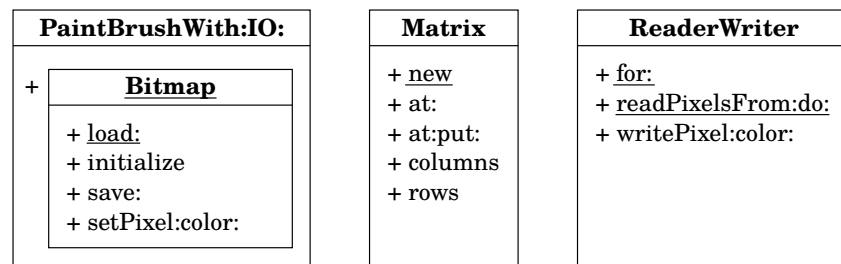 PaintBrushWith:IO:
+ Bitmap
+ load:
+ initialize
+ save:
+ setPixel:color:
Matrix
+ new
+ at:
+ at:put:
+ columns
+ rows
ReaderWriter
+ for:
+ readPixelsFrom:do:
+ writePixel:color: